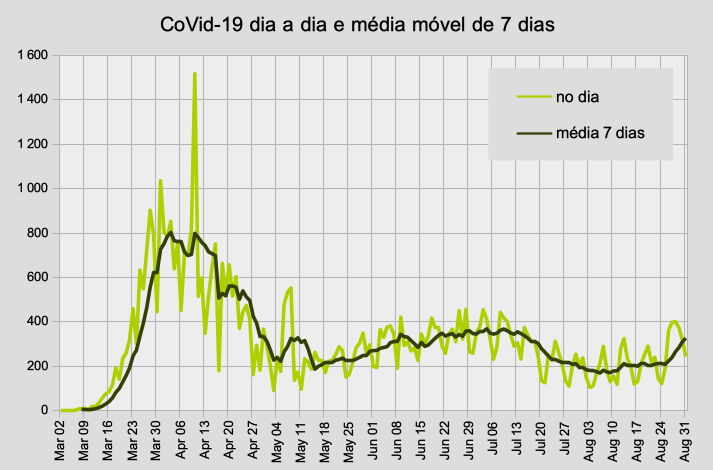 CoVid-19 dia a dia e média móvel de 7 dias
1 600
1 400
1 200
1 000
800
600
400
200
0
no dia
média 7 dias
Mar 02
Mar 09
Mar 16
Mar 23
Mar 30
Apr 06
Apr 13
Apr 20
Apr 27
May 04
May 11
May 18
May 25
Jun 01
Jun 08
Jun 15
Jun 22
Jun 29
Jul 06
Jul 13
Jul 20
Jul 27
Aug 03
Aug 10
Aug 17
Aug 24
Aug 31